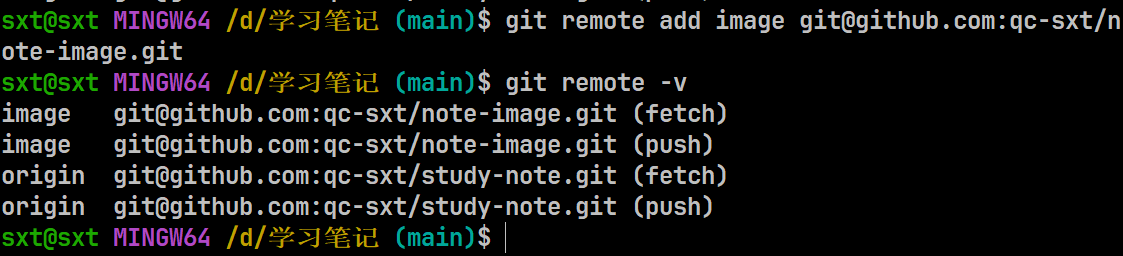 sxt@sxt MINGW64 /d/学习笔记 (main)$ git remote add image git@github.com:qc-sxt/n
ote-image.git
sxt@sxt MINGW64 /d/学习笔记 (main)$ git remote -v
image   git@github.com:qc-sxt/note-image.git (fetch)
image   git@github.com:qc-sxt/note-image.git (push)
origin  git@github.com:qc-sxt/study-note.git (fetch)
origin  git@github.com:qc-sxt/study-note.git (push)
sxt@sxt MINGW64 /d/学习笔记 (main)$